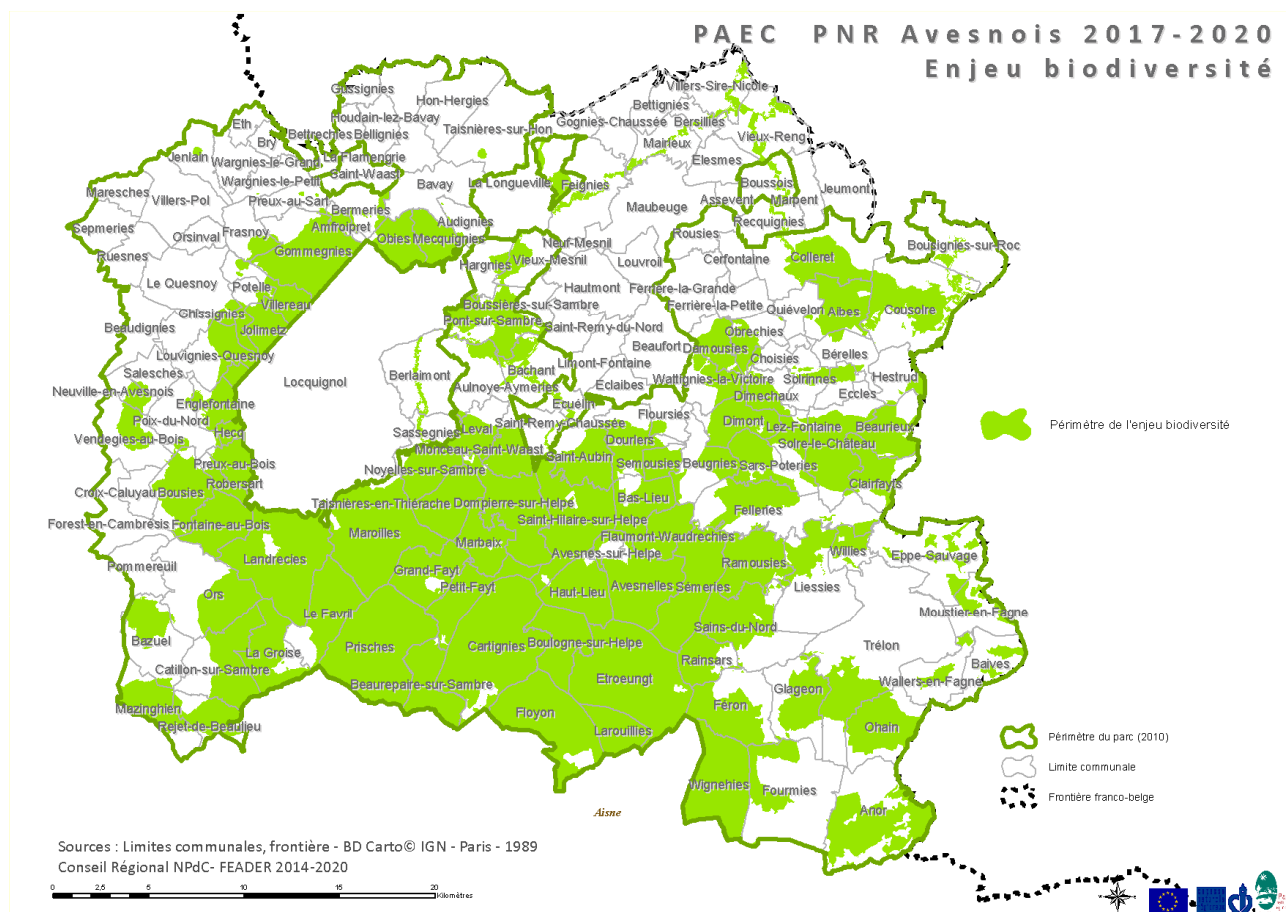 PAEC PNR Avesnois 2017-2020
Enjeu biodiversité
Gussignies
Hon-Hergies
Houdain-lez-Bavay
Taisnières-sur-Hon
Eth
Bettrechies
Bellignies
Bry
Jenlain
Wargnies-le-Grand
La Flamengrie
Saint-Waast
Wargnies-le-Petit
Bavay
La Longueville
Feignies
Maresches
Villers-Pol
Preux-au-Sart
Bermeries
Audignies
Sepmeries
Orsinval
Frasnoy
Amfroipret
Obies
Mecquignies
Gommegnies
Ruesnes
Le Quesnoy
Potelle
Villereau
Ghissignies
Jolimetz
Beaudignies
Louvignies-Quesnoy
Salesches
Neuville-en-Avesnois
Englefontaine
Poix-du-Nord
Hecq
Vendegies-au-Bois
Preux-au-Bois
Robersart
Croix-Caluyau
Bousies
Forest-en-Cambrésis
Fontaine-au-Bois
Landrecies
Pommereuil
Ors
Le Favril
Bazuel
La Groise
Catillon-sur-Sambre
Mazinghien
Rejet-de-Beaulieu
Villers-Sire-Nicole
Bettignies
Gognies-Chaussée
Bersillies
Mairieux
Vieux-Reng
Elesmes
Boussois
Jeumont
Assevent
Marpent
Maubeuge
Recquignies
Rousies
Neuf-Mesnil
Hargnies
Vieux-Mesnil
Louvroil
Cerfontaine
Colleret
Bousignies-sur-Roc
Hautmont
Ferrière-la-Grande
Boussières-sur-Sambre
Ferrière-la-Petite
Quiévelon
Aibes
Cousolre
Pont-sur-Sambre
Saint-Remy-du-Nord
Obrechies
Beaufort
Damousies
Choisies
Bérelles
Limont-Fontaine
Bachant
Wattignies-la-Victoire
Solrinnes
Hestrud
Locquignol
Berlaimont
Aulnoye-Aymeries
Éclaibes
Dimechaux
Eccles
Ecuélin
Floursies
Saint-Remy-Chaussée
Dimont
Lez-Fontaine
Beaurieux
Sassegnies
Leval
Dourlers
Solre-le-Château
Monceau-Saint-Waast
Saint-Aubin
Semousies
Beugnies
Sars-Poteries
Noyelles-sur-Sambre
Clairfayts
Bas-Lieu
Taisnières-en-Thiérache
Dompierre-sur-Helpe
Felleries
Saint-Hilaire-sur-Helpe
Maroilles
Marbaix
Flaumont-Waudrechies
Avesnes-sur-Helpe
Ramousies
Willies
Eppe-Sauvage
Grand-Fayt
Petit-Fayt
Haut-Lieu
Avesnelles
Sémeries
Liessies
Moustier-en-Fagne
Sains-du-Nord
Prisches
Cartignies
Boulogne-sur-Helpe
Trélon
Rainsars
Baives
Beaurepaire-sur-Sambre
Etroeungt
Glageon
Wallers-en-Fagne
Floyon
Féron
Ohain
Larouillies
Wignehies
Fourmies
Anor
Aisne
Périmètre de l'enjeu biodiversité
Périmètre du parc (2010)
Limite communale
Frontière franco-belge
Sources : Limites communales, frontière - BD Carto© IGN - Paris - 1989
Conseil Régional NPdC- FEADER 2014-2020
0 2,5 5 10 15 20
Kilomètres